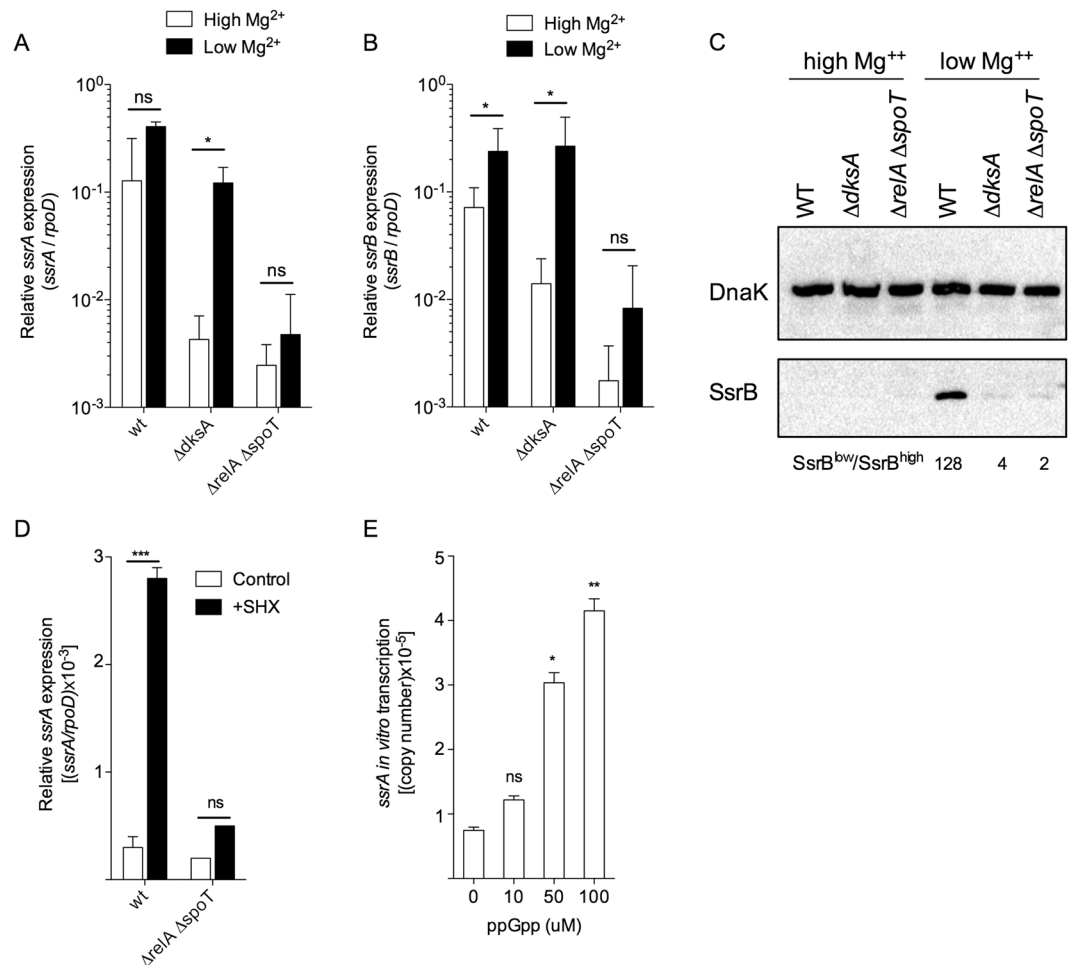 A
High Mg²⁺
Low Mg²⁺
10⁰
10⁻¹
10⁻²
10⁻³
Relative ssrA expression
(ssrA / rpoD)
ns
*
ns
wt
ΔdksA
ΔrelA ΔspoT
B
High Mg²⁺
Low Mg²⁺
10⁰
10⁻¹
10⁻²
10⁻³
Relative ssrB expression
(ssrB / rpoD)
*
*
ns
wt
ΔdksA
ΔrelA ΔspoT
C
high Mg⁺⁺ low Mg⁺⁺
WT
ΔdksA
ΔrelA ΔspoT
WT
ΔdksA
ΔrelA ΔspoT
DnaK
SsrB
SsrBˡᵒʷ/SsrBʰⁱᵍʰ 128 4 2
D
Control
+SHX
3
2
1
Relative ssrA expression
[(ssrA/rpoD)x10⁻³]
***
ns
wt
ΔrelA ΔspoT
E
5
4
3
2
1
ssrA in vitro transcription
[(copy number)x10⁻⁵]
ns
*
**
0 10 50 100
ppGpp (uM)